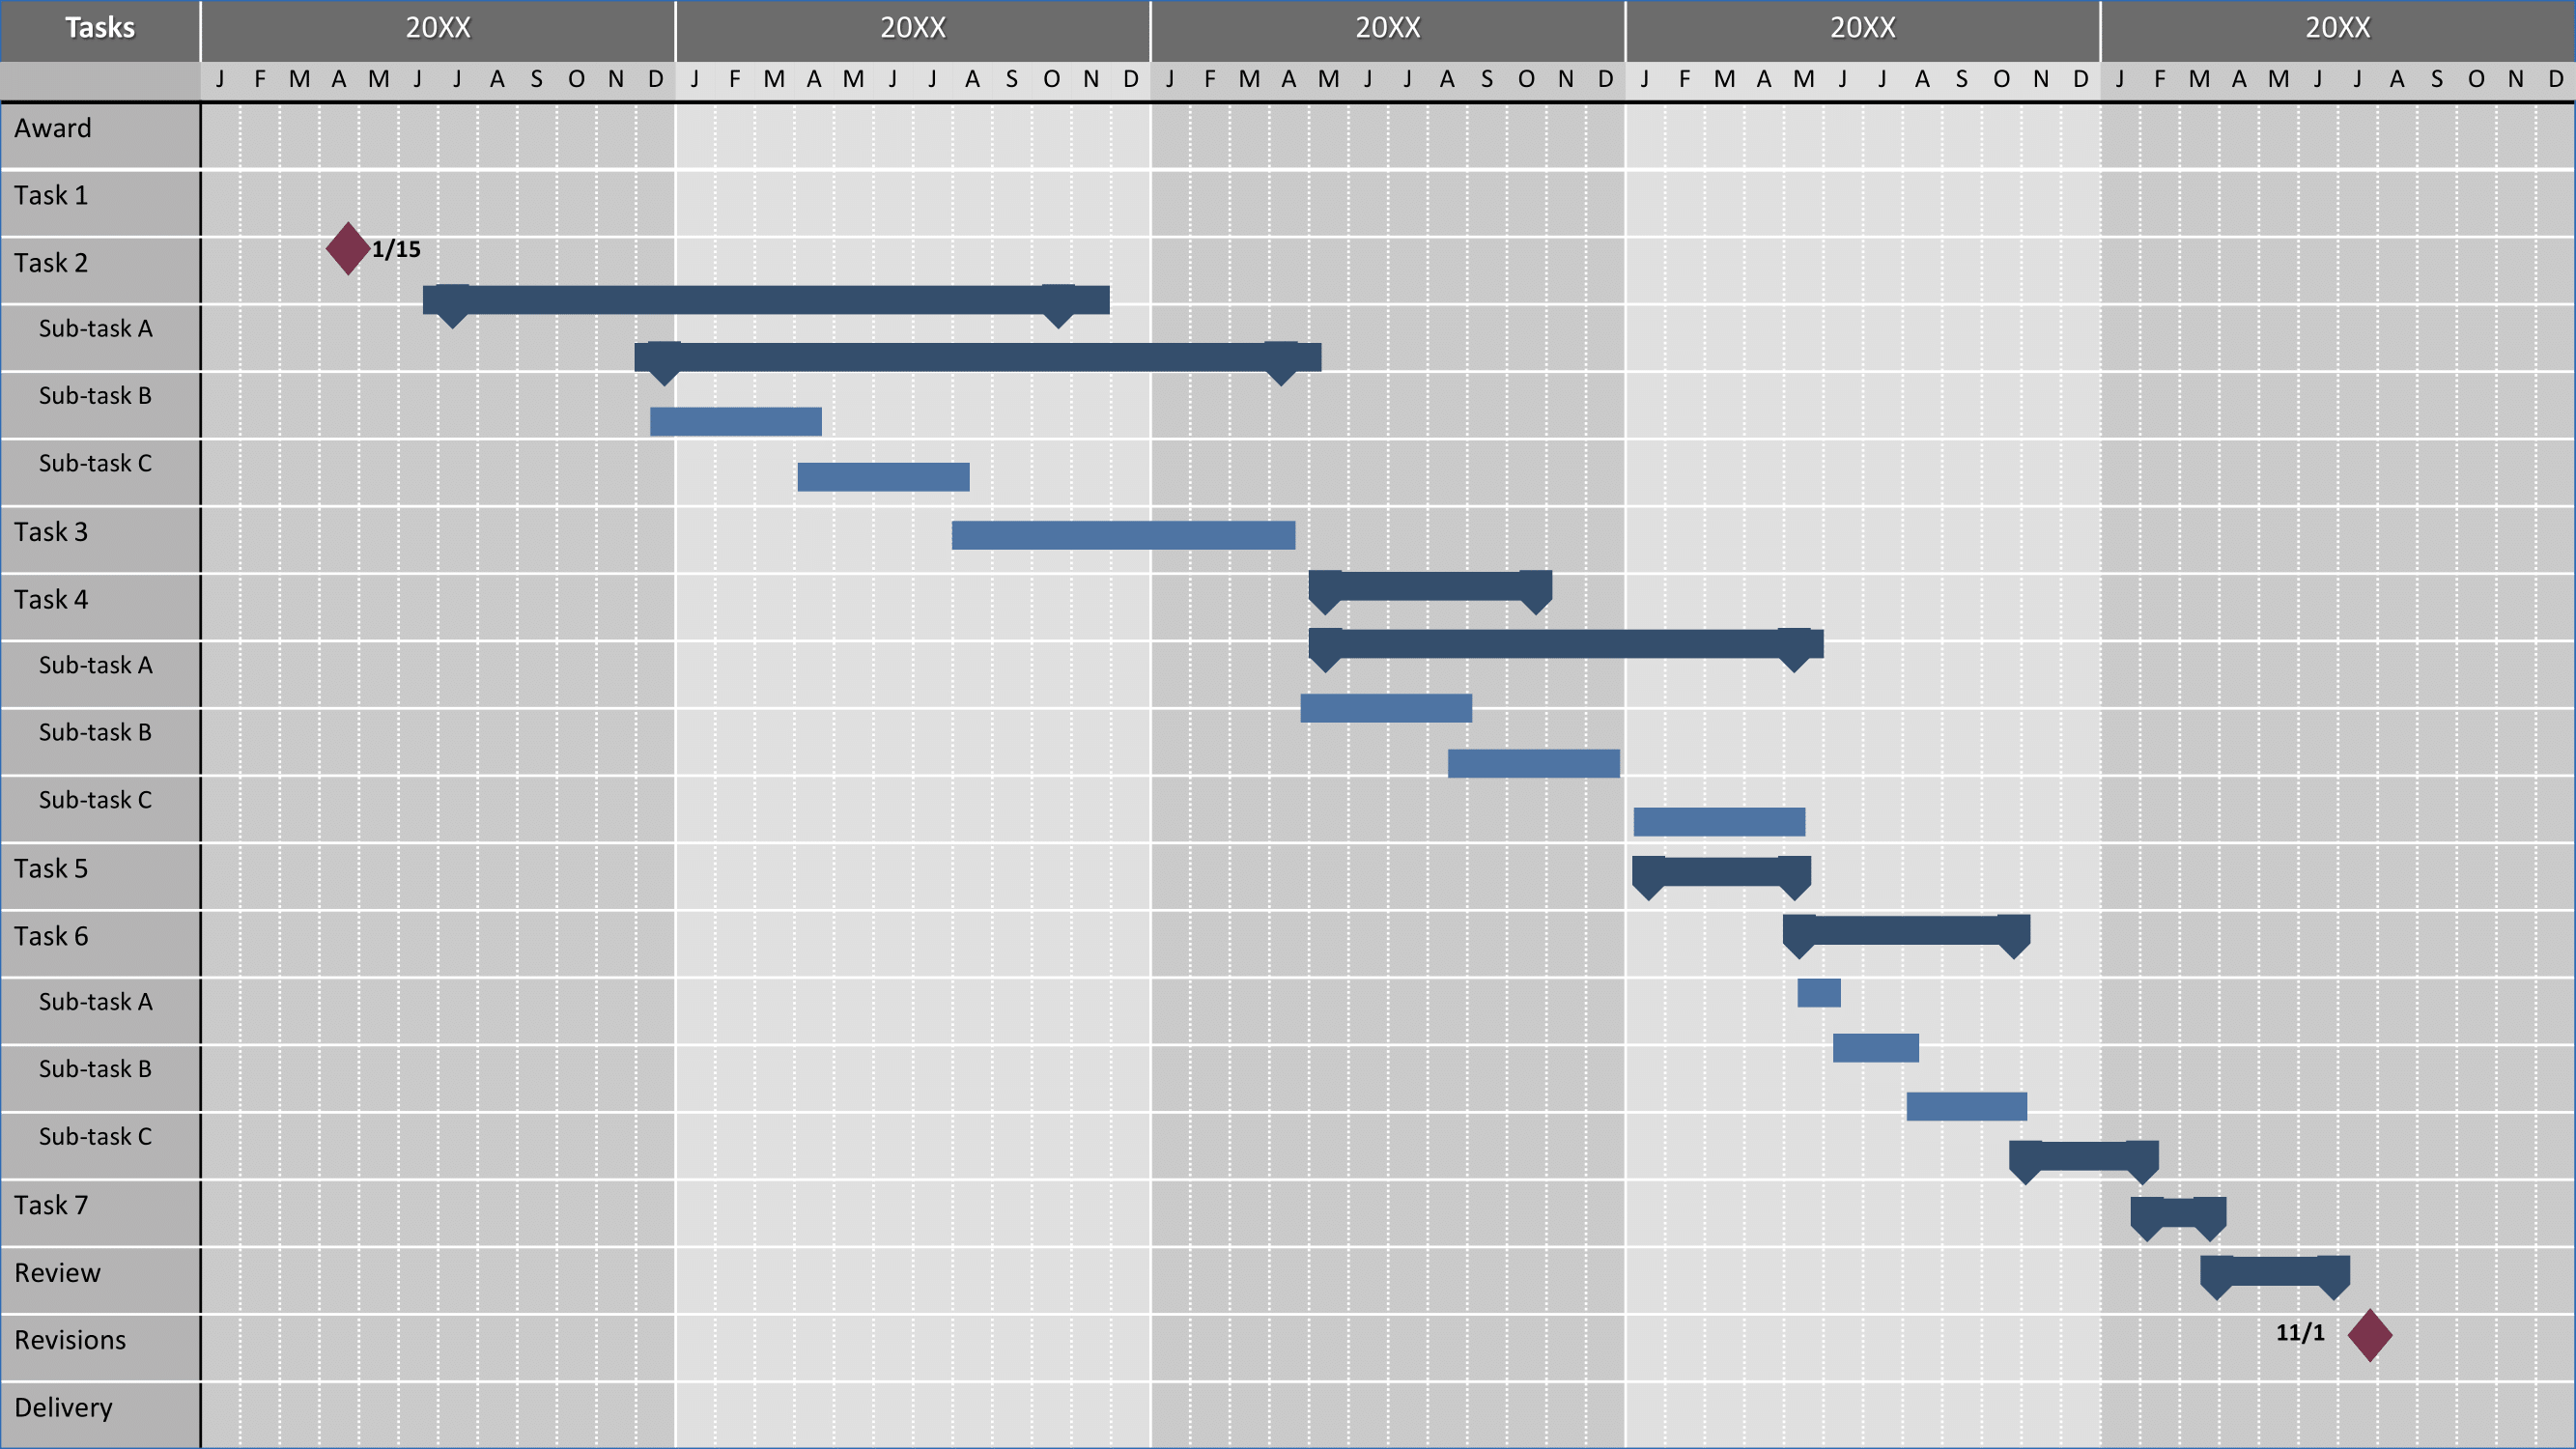 Tasks 20XX 20XX 20XX 20XX 20XX
J F M A M J J A S O N D J F M A M J J A S O N D J F M A M J J A S O N D J F M A M J J A S O N D J F M A M J J A S O N D
Award
Task 1
1/15
Task 2
Sub-task A
Sub-task B
Sub-task C
Task 3
Task 4
Sub-task A
Sub-task B
Sub-task C
Task 5
Task 6
Sub-task A
Sub-task B
Sub-task C
Task 7
Review
11/1
Revisions
Delivery